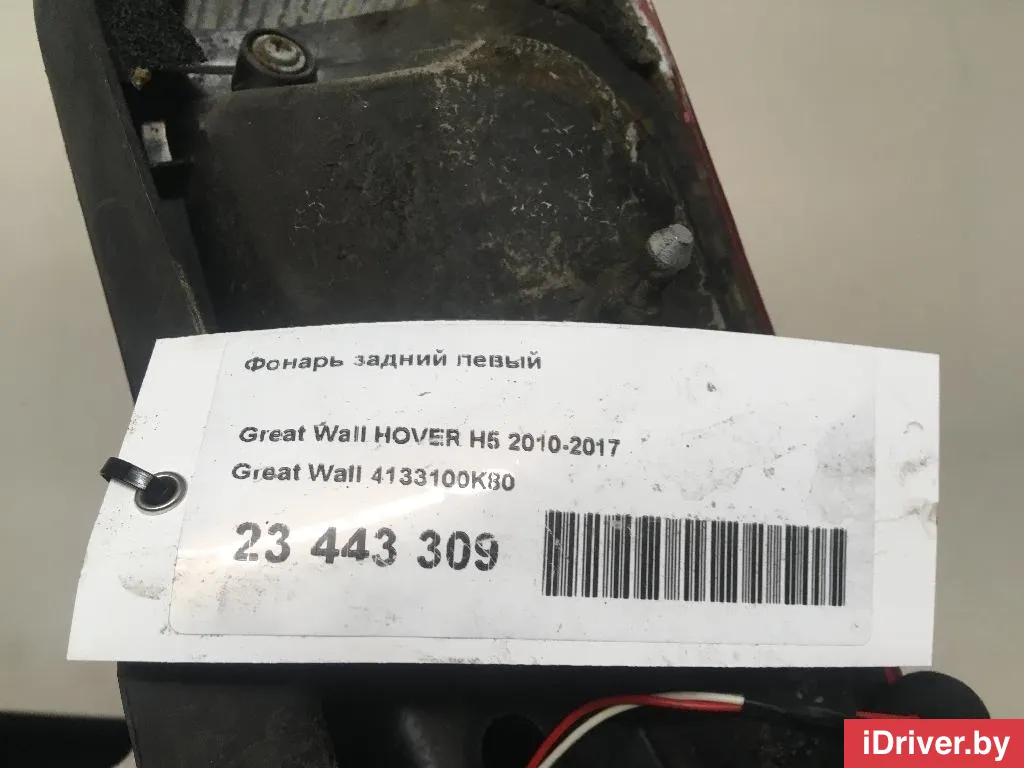 Фонарь задний левый
Great Wall HOVER H5 2010-2017
Great Wall 4133100K80
23 443 309
iDriver.by